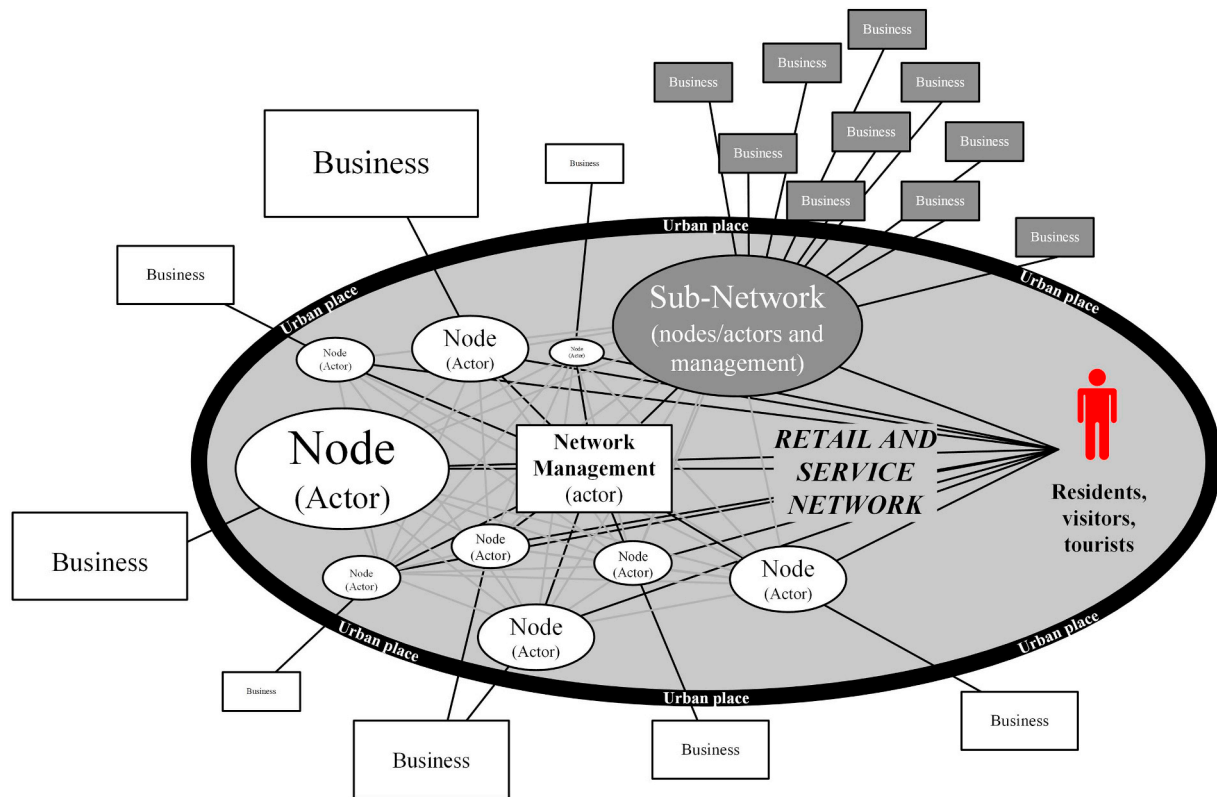 Business
Business
Business
Business
Business
Business
Business
Business
Business
Business
Business
Business
Business
Business
Urban place
Urban place
Urban place
Sub-Network
(nodes/actors and
management)
Node
(Actor)
Node
(Actor)
Node
(Actor)
Node
(Actor)
Network
Management
(actor)
RETAIL AND
SERVICE
NETWORK
Residents,
visitors,
tourists
Business
Node
(Actor)
Node
(Actor)
Node
(Actor)
Node
(Actor)
Node
(Actor)
Urban place
Urban place
Urban place
Business
Business
Business
Business